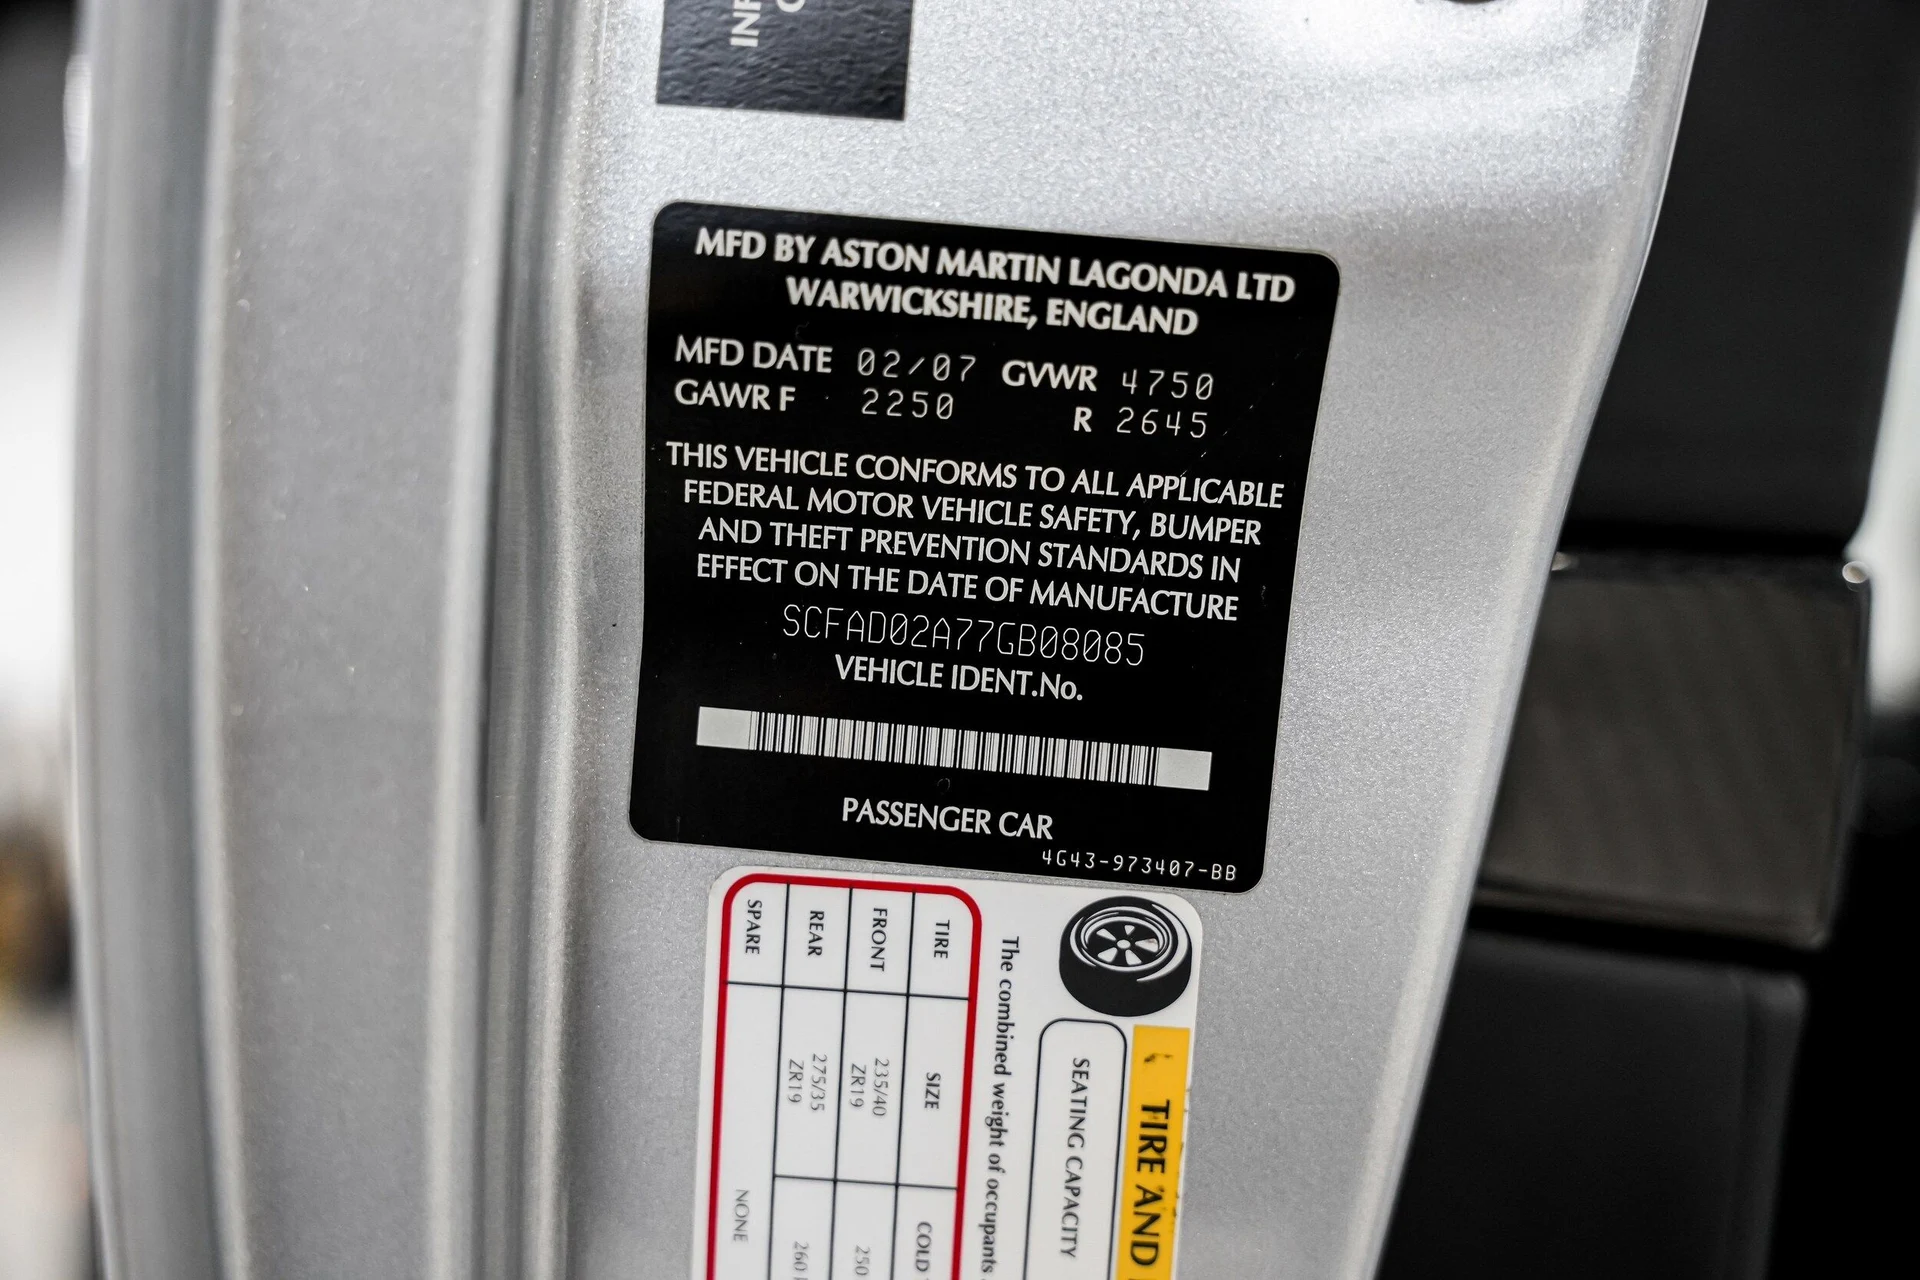 INF
MFD BY ASTON MARTIN LAGONDA LTD
WARWICKSHIRE, ENGLAND
MFD DATE 02/07 GVWR 4750
GAWR F 2250 R 2645
THIS VEHICLE CONFORMS TO ALL APPLICABLE
FEDERAL MOTOR VEHICLE SAFETY, BUMPER
AND THEFT PREVENTION STANDARDS IN
EFFECT ON THE DATE OF MANUFACTURE
SCFAD02A77GB08085
VEHICLE IDENT.No.
PASSENGER CAR
4G43-973407-BB
TIRE AND
SEATING CAPACITY
The combined weight of occupants
TIRE SIZE COLD
FRONT 235/40 250
ZR19
REAR 275/35 260
ZR19
SPARE NONE